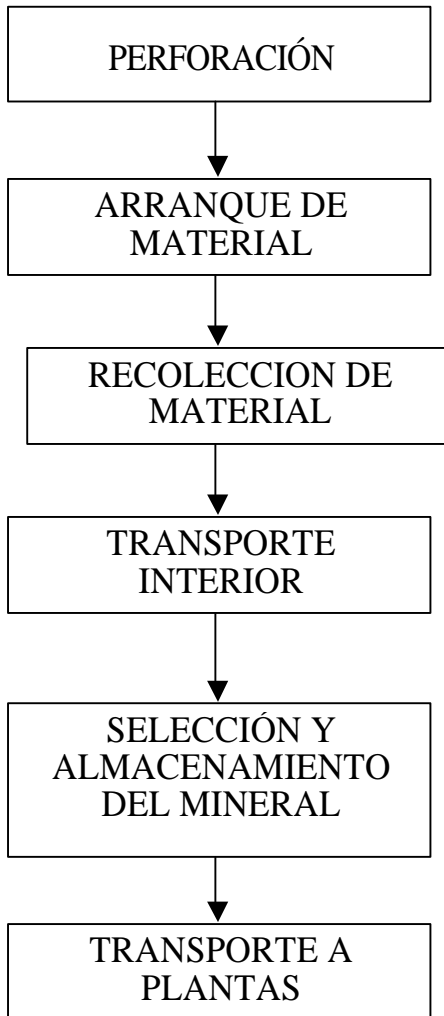 PERFORACIÓN
ARRANQUE DE
MATERIAL
RECOLECCION DE
MATERIAL
TRANSPORTE
INTERIOR
SELECCIÓN Y
ALMACENAMIENTO
DEL MINERAL
TRANSPORTE A
PLANTAS